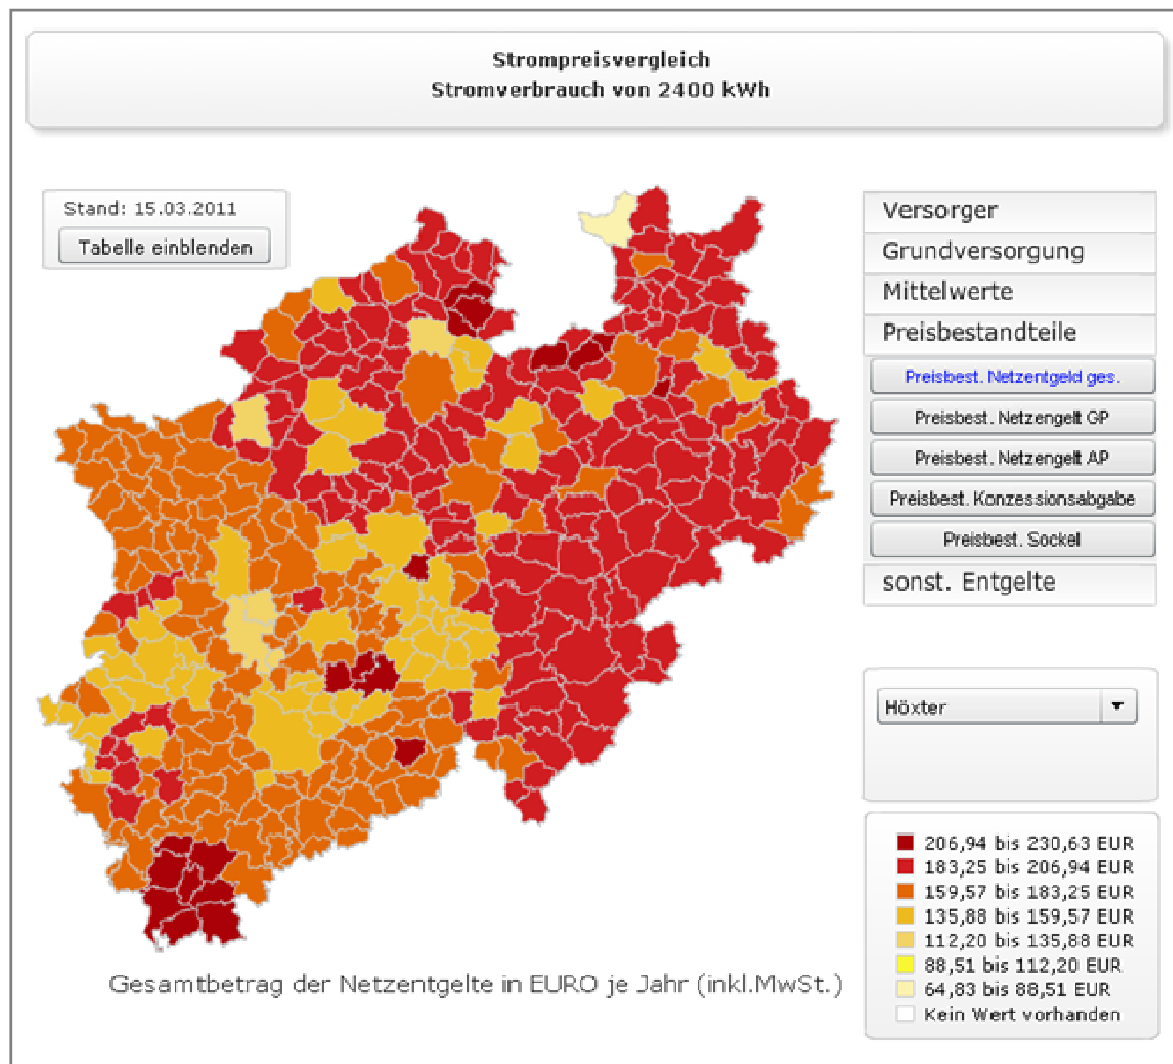 Strompreisvergleich
Stromverbrauch von 2400 kWh
Stand: 15.03.2011
Tabelle einblenden
Versorger
Grundversorgung
Mittelwerte
Preisbestandteile
Preisbest. Netzentgeld ges.
Preisbest. Netzengelt GP
Preisbest. Netzengelt AP
Preisbest. Konzessionsabgabe
Preisbest. Sockel
sonst. Entgelte
Höxter
206,94 bis 230,63 EUR
183,25 bis 206,94 EUR
159,57 bis 183,25 EUR
135,88 bis 159,57 EUR
112,20 bis 135,88 EUR
88,51 bis 112,20 EUR
64,83 bis 88,51 EUR
Kein Wert vorhanden
Gesamtbetrag der Netzentgelte in EURO je Jahr (inkl.MwSt.)